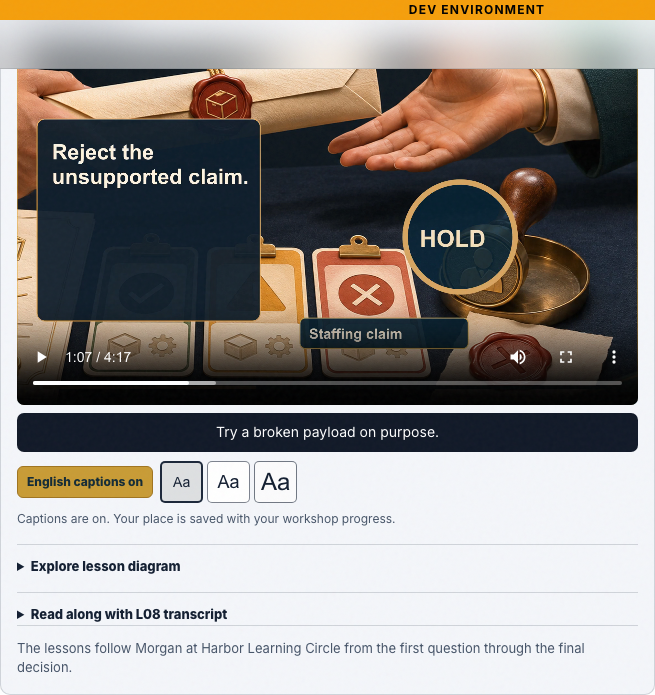 DEV ENVIRONMENT
Reject the
unsupported claim.
HOLD
Staffing claim
1:07 / 4:17
Try a broken payload on purpose.
English captions on
Aa
Aa
Aa
Captions are on. Your place is saved with your workshop progress.
Explore lesson diagram
Read along with L08 transcript
The lessons follow Morgan at Harbor Learning Circle from the first question through the final
decision.